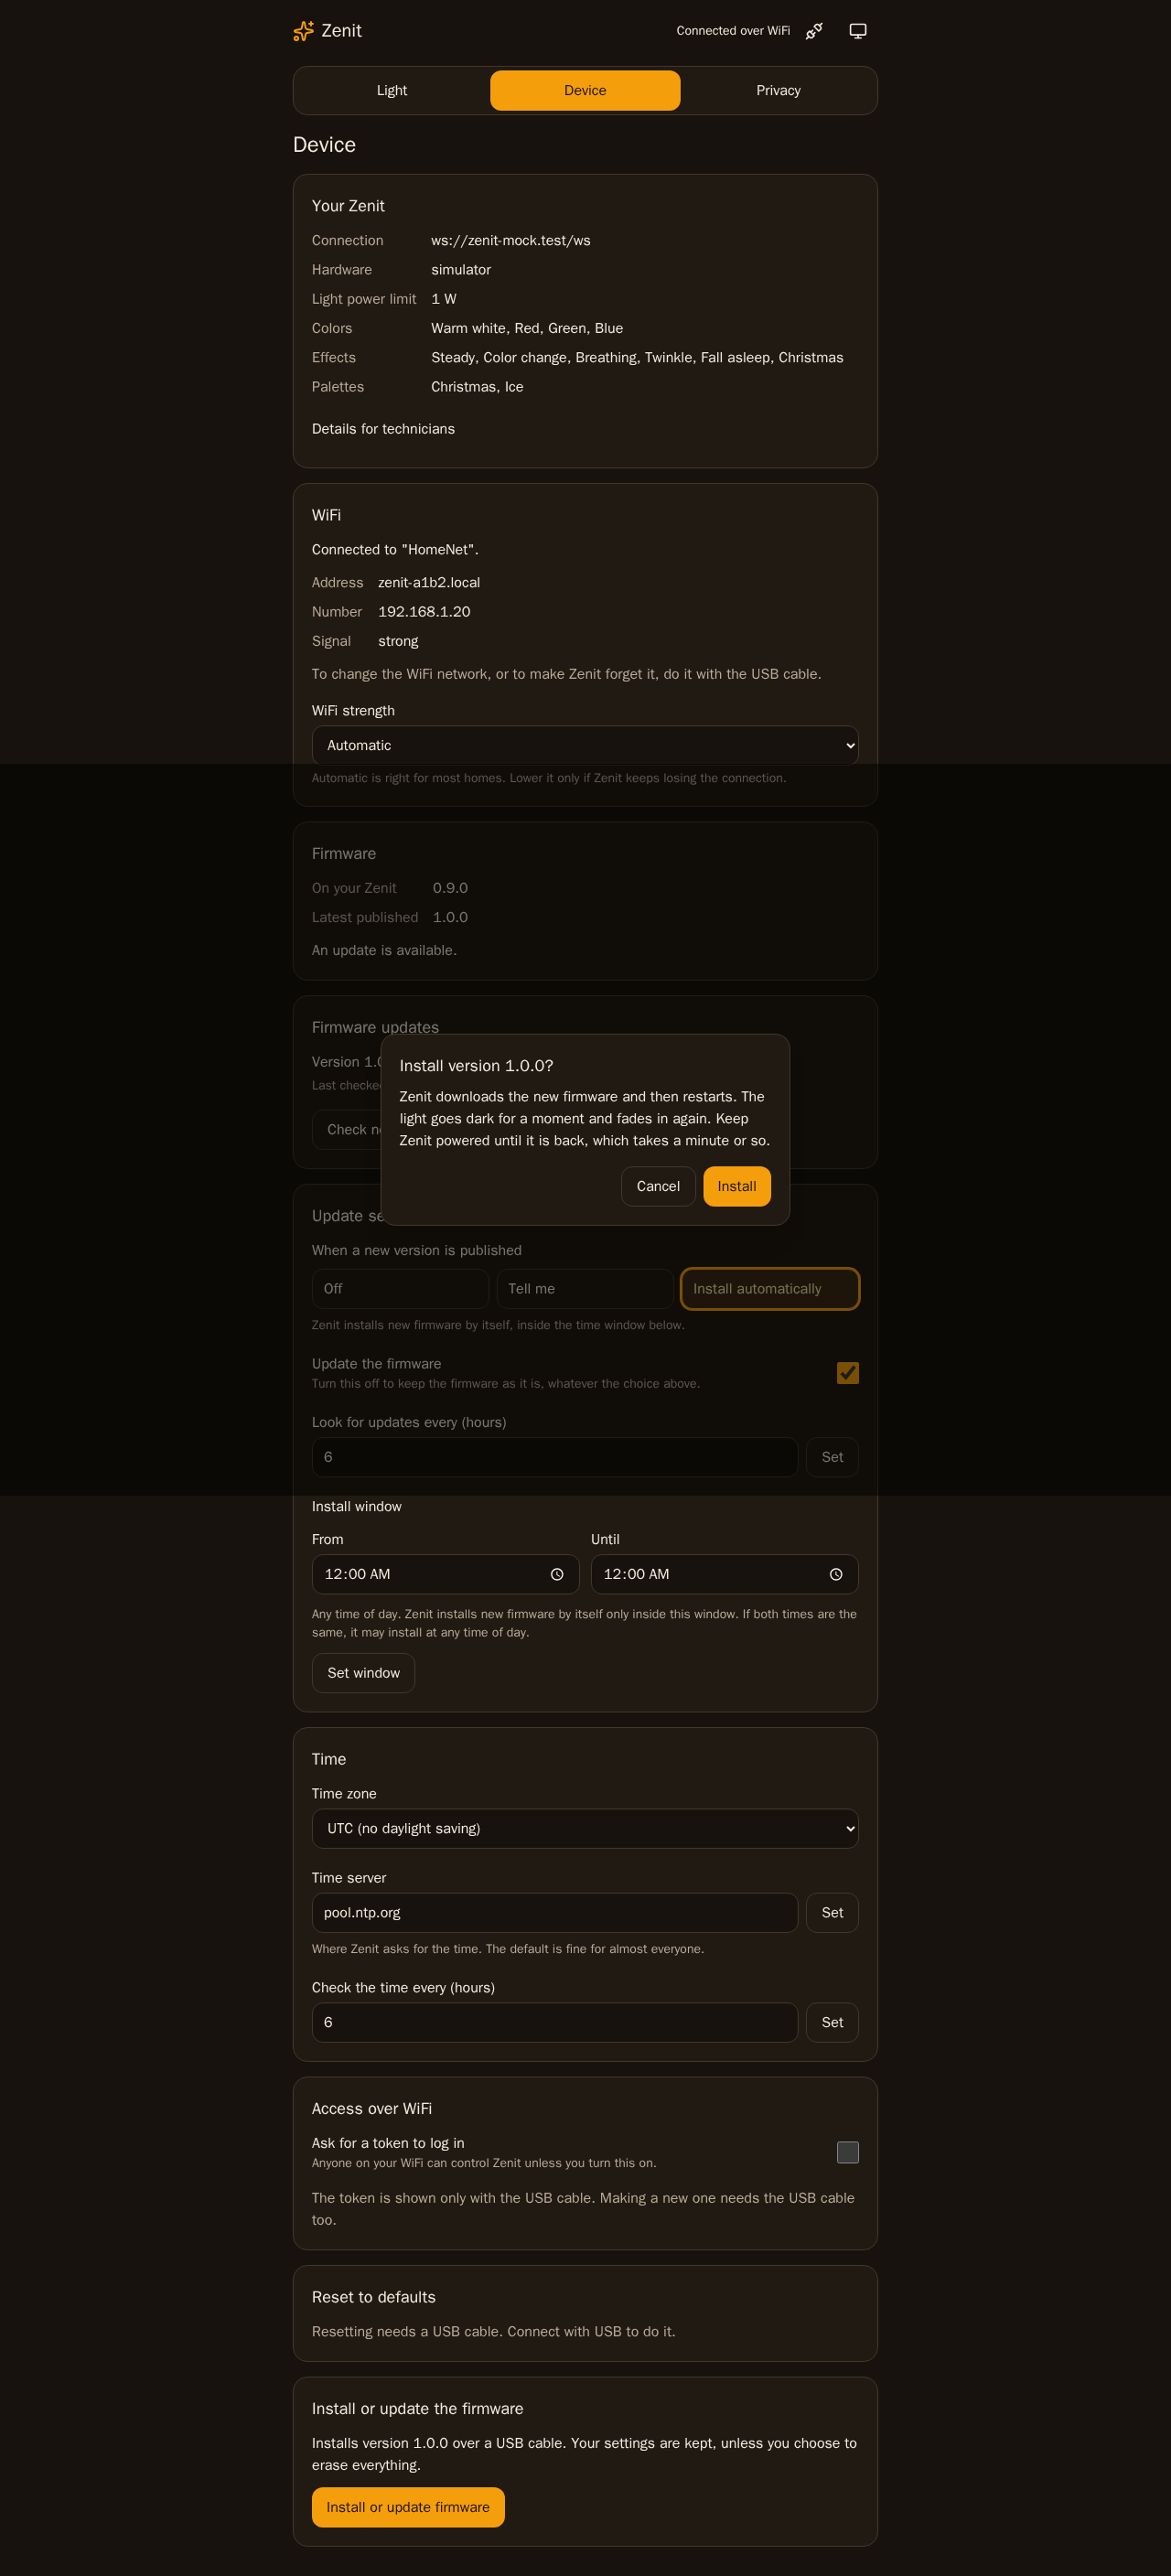 Zenit
Connected over WiFi
Light
Device
Privacy
Device
Your Zenit
Connection ws://zenit-mock.test/ws
Hardware simulator
Light power limit 1 W
Colors Warm white, Red, Green, Blue
Effects Steady, Color change, Breathing, Twinkle, Fall asleep, Christmas
Palettes Christmas, Ice
Details for technicians
WiFi
Connected to "HomeNet".
Address zenit-a1b2.local
Number 192.168.1.20
Signal strong
To change the WiFi network, or to make Zenit forget it, do it with the USB cable.
WiFi strength
Automatic
Automatic is right for most homes. Lower it only if Zenit keeps losing the connection.
Firmware
On your Zenit 0.9.0
Latest published 1.0.0
An update is available.
Firmware updates
Version 1.0
Last checked
Check
Install version 1.0.0?
Zenit downloads the new firmware and then restarts. The
light goes dark for a moment and fades in again. Keep
Zenit powered until it is back, which takes a minute or so.
Cancel
Install
Update
When a new version is published
Off
Tell me
Install automatically
Zenit installs new firmware by itself, inside the time window below.
Update the firmware
Turn this off to keep the firmware as it is, whatever the choice above.
Look for updates every (hours)
6
Set
Install window
From
Until
12:00 AM
12:00 AM
Any time of day. Zenit installs new firmware by itself only inside this window. If both times are the
same, it may install at any time of day.
Set window
Time
Time zone
UTC (no daylight saving)
Time server
pool.ntp.org
Set
Where Zenit asks for the time. The default is fine for almost everyone.
Check the time every (hours)
6
Set
Access over WiFi
Ask for a token to log in
Anyone on your WiFi can control Zenit unless you turn this on.
The token is shown only with the USB cable. Making a new one needs the USB cable
too.
Reset to defaults
Resetting needs a USB cable. Connect with USB to do it.
Install or update the firmware
Installs version 1.0.0 over a USB cable. Your settings are kept, unless you choose to
erase everything.
Install or update firmware